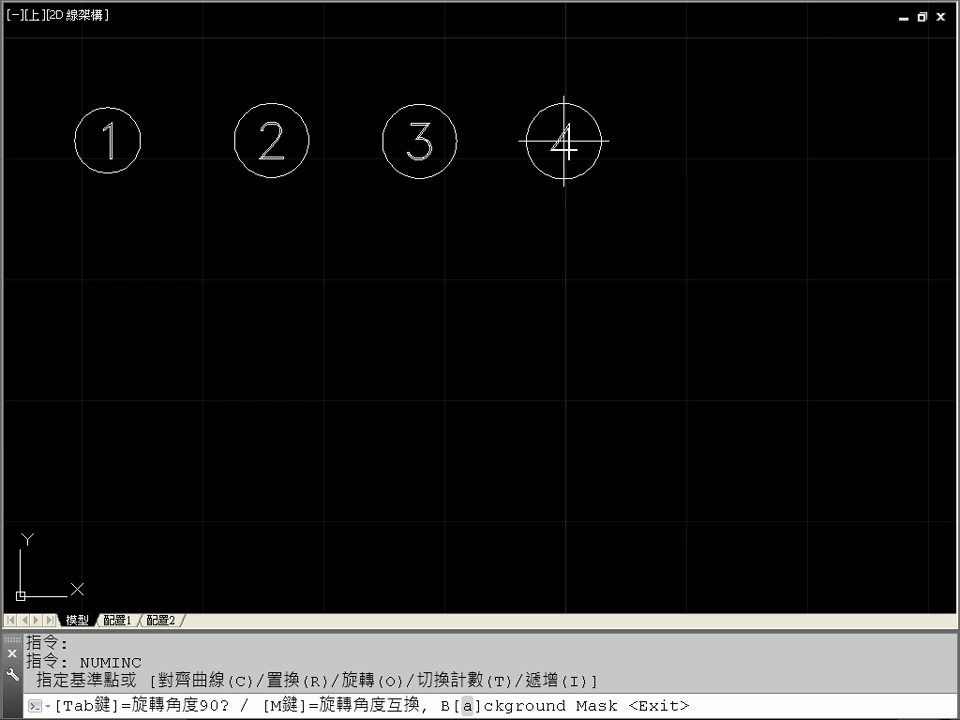 [−][上][2D 線架構]
1 2 3 4
Y
X
模型 配置1 配置2
指令:
指令: NUMINC
指定基準點或 [對齊曲線(C)/置換(R)/旋轉(O)/切換計數(T)/遞增(I)]
[Tab鍵]=旋轉角度90? / [M鍵]=旋轉角度互換, B[a]ckground Mask <Exit>